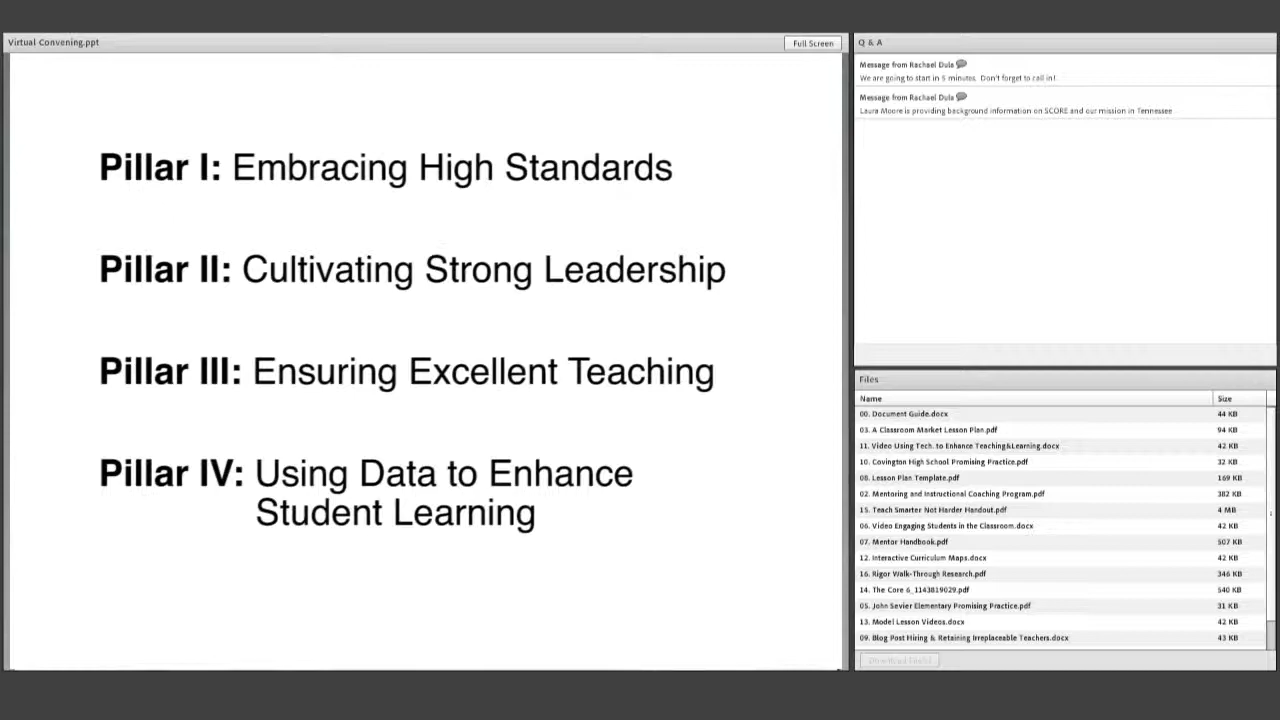 Virtual Convening.ppt
Full Screen
Pillar I: Embracing High Standards
Pillar II: Cultivating Strong Leadership
Pillar III: Ensuring Excellent Teaching
Pillar IV: Using Data to Enhance
Student Learning
Q & A
Message from Rachael Dula
We are going to start in 5 minutes. Don't forget to call in!
Message from Rachael Dula
Laura Moore is providing background information on SCORE and our mission in Tennessee
Files
Name Size
00. Document Guide.docx 44 KB
03. A Classroom Market Lesson Plan.pdf 94 KB
11. Video Using Tech. to Enhance Teaching&Learning.docx 42 KB
10. Covington High School Promising Practice.pdf 32 KB
08. Lesson Plan Template.pdf 169 KB
02. Mentoring and Instructional Coaching Program.pdf 382 KB
15. Teach Smarter Not Harder Handout.pdf 4 MB
06. Video Engaging Students in the Classroom.docx 42 KB
07. Mentor Handbook.pdf 507 KB
12. Interactive Curriculum Maps.docx 42 KB
16. Rigor Walk-Through Research.pdf 346 KB
14. The Core 6_1143819029.pdf 540 KB
05. John Sevier Elementary Promising Practice.pdf 31 KB
13. Model Lesson Videos.docx 42 KB
09. Blog Post Hiring & Retaining Irreplaceable Teachers.docx 43 KB